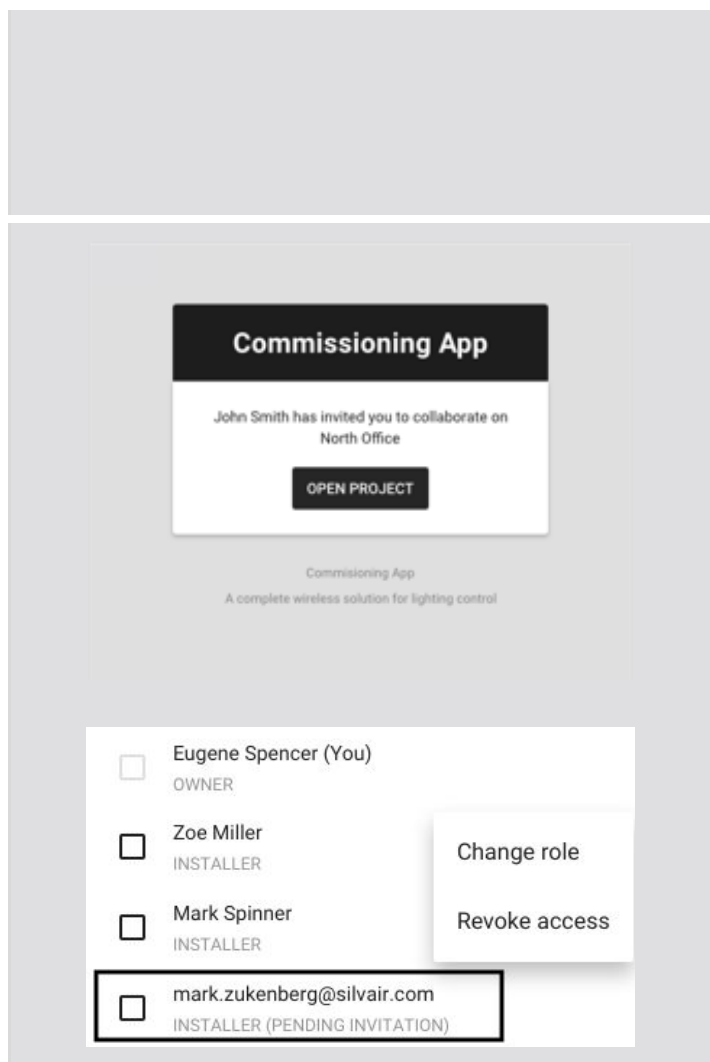 Commissioning App
John Smith has invited you to collaborate on
North Office
OPEN PROJECT
Commisioning App
A complete wireless solution for lighting control
Eugene Spencer (You)
OWNER
Zoe Miller
INSTALLER
Change role
Mark Spinner
INSTALLER
Revoke access
mark.zukenberg@silvair.com
INSTALLER (PENDING INVITATION)